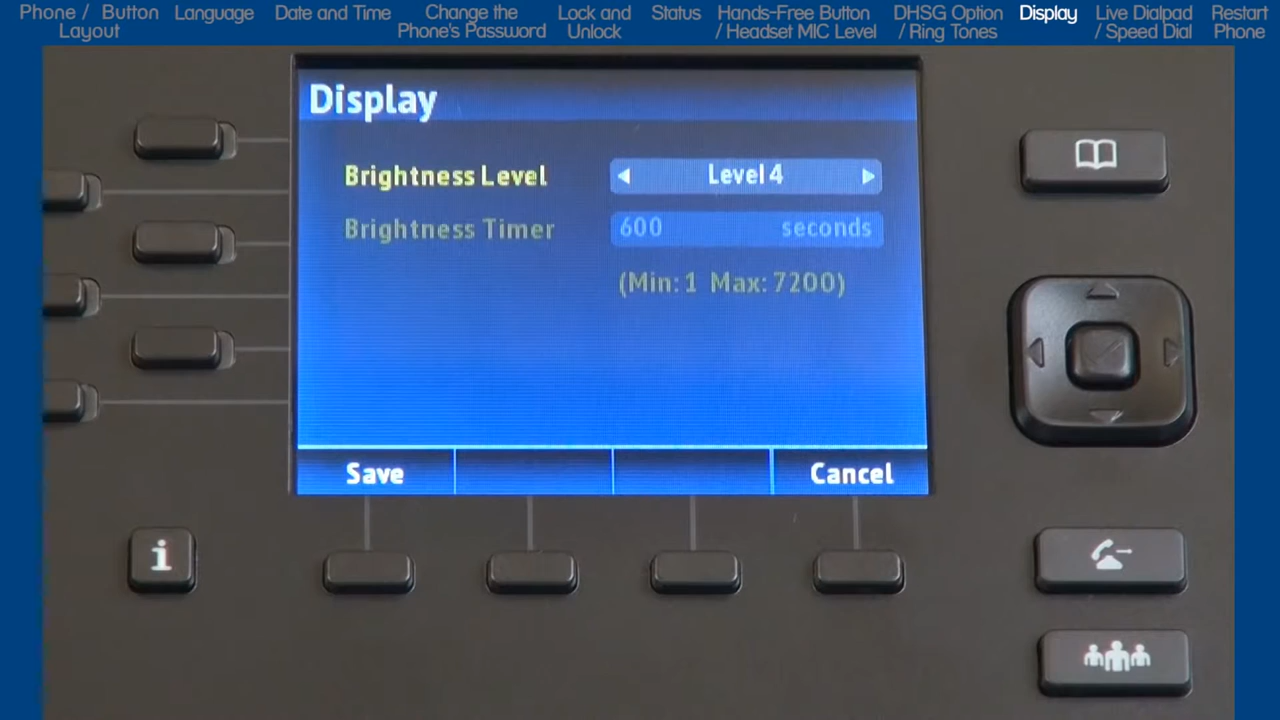 Phone / Button Layout
Language
Date and Time
Change the Phone's Password
Lock and Unlock
Status
Hands-Free Button / Headset MIC Level
DHSG Option / Ring Tones
Display
Live Dialpad / Speed Dial
Restart Phone
Display
Brightness Level Level 4
Brightness Timer 600 seconds
(Min: 1 Max: 7200)
Save Cancel
i